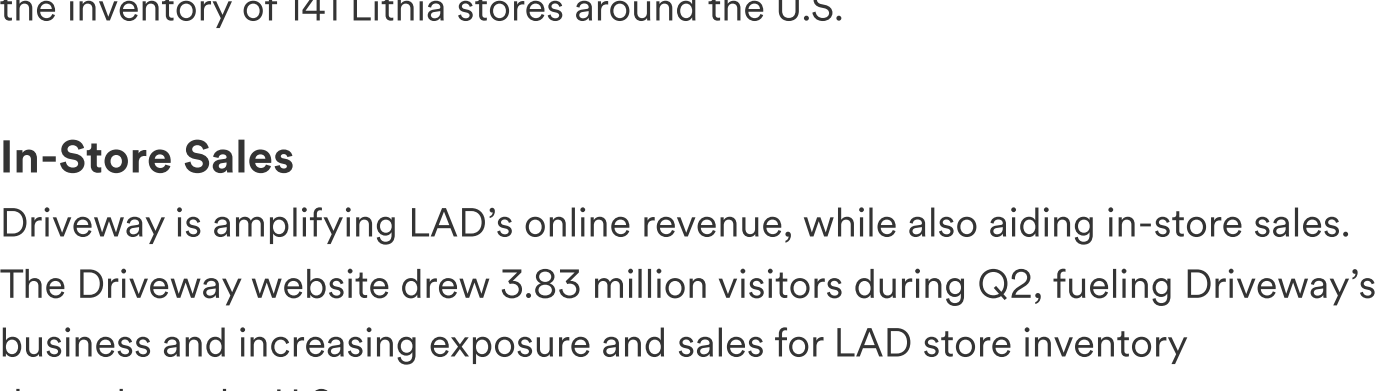 the inventory of 141 Lithia stores around the U.S.
In-Store Sales
Driveway is amplifying LAD’s online revenue, while also aiding in-store sales.
The Driveway website drew 3.83 million visitors during Q2, fueling Driveway’s
business and increasing exposure and sales for LAD store inventory